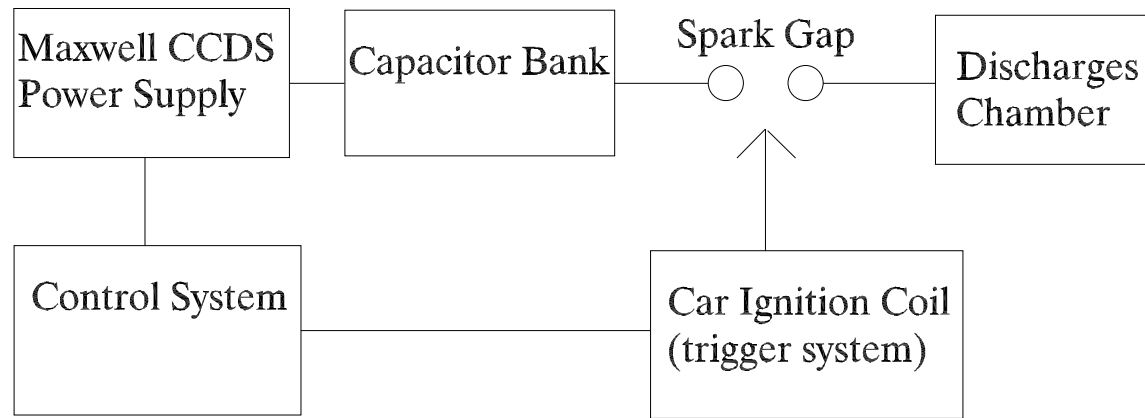 Maxwell CCDS
Power Supply
Capacitor Bank
Spark Gap
Discharges
Chamber
Control System
Car Ignition Coil
(trigger system)